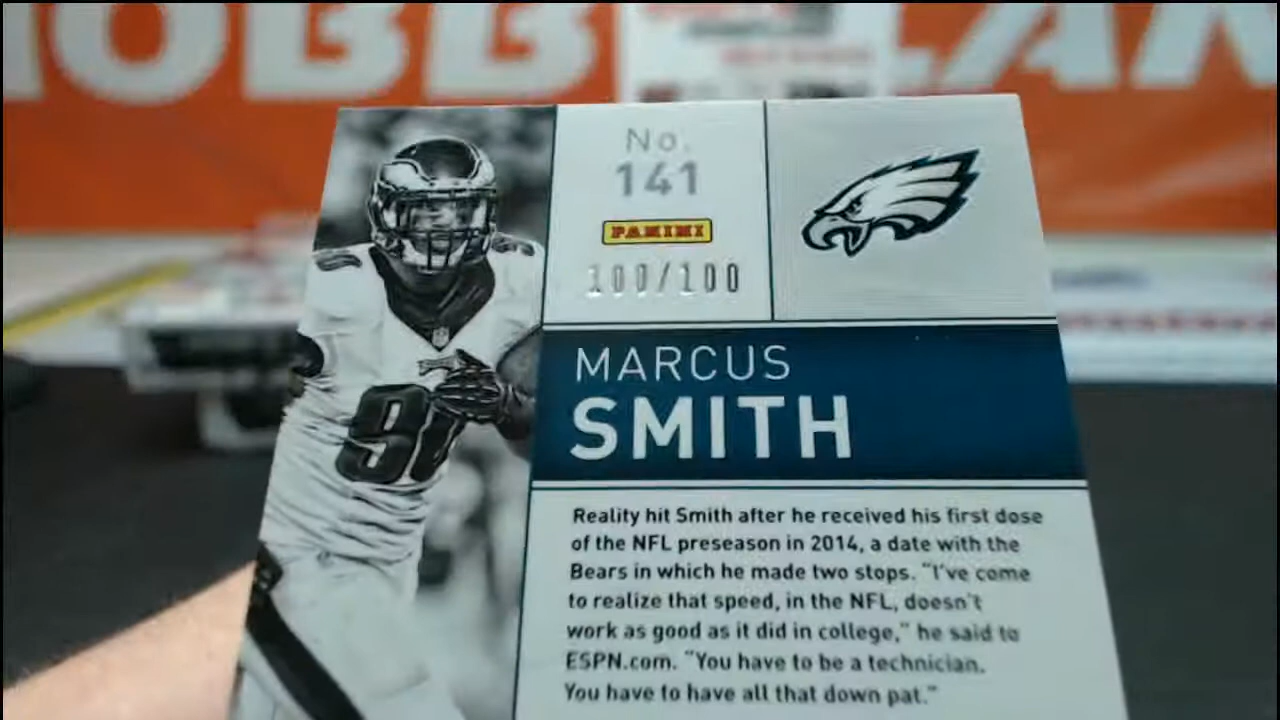 No.
141
PANINI
100/100
MARCUS
SMITH
90
Reality hit Smith after he received his first dose
of the NFL preseason in 2014, a date with the
Bears in which he made two stops. "I've come
to realize that speed, in the NFL, doesn't
work as good as it did in college," he said to
ESPN.com. "You have to be a technician.
You have to have all that down pat."